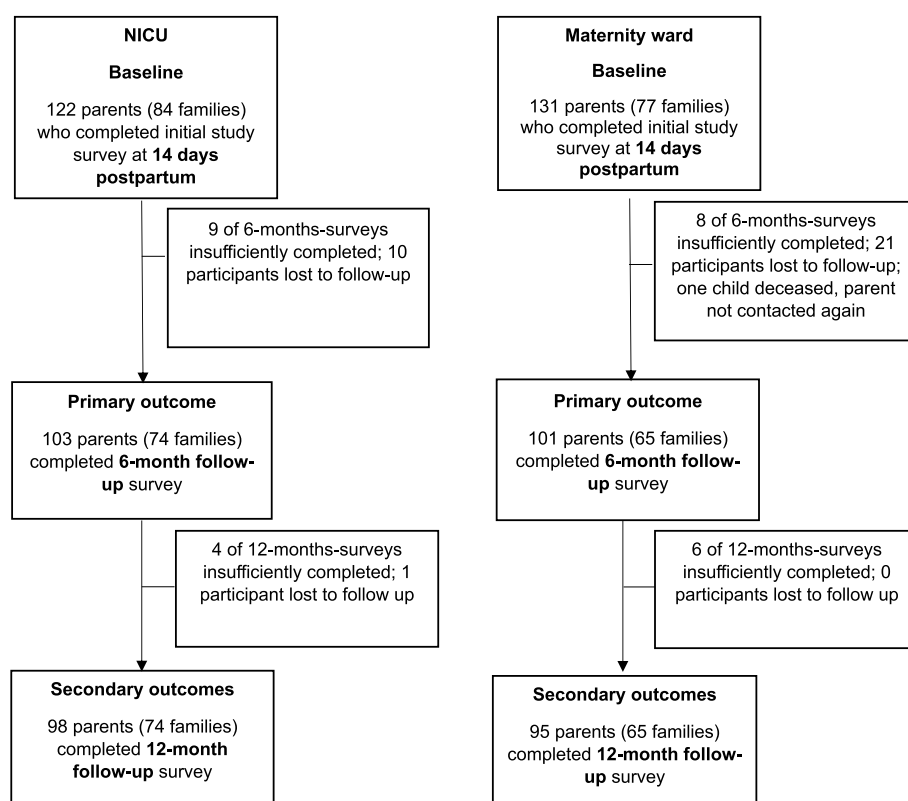 NICU
Baseline
122 parents (84 families)
who completed initial study
survey at 14 days
postpartum
9 of 6-months-surveys
insufficiently completed; 10
participants lost to follow-up
Primary outcome
103 parents (74 families)
completed 6-month follow-
up survey
4 of 12-months-surveys
insufficiently completed; 1
participant lost to follow up
Secondary outcomes
98 parents (74 families)
completed 12-month
follow-up survey
Maternity ward
Baseline
131 parents (77 families)
who completed initial study
survey at 14 days
postpartum
8 of 6-months-surveys
insufficiently completed; 21
participants lost to follow-up;
one child deceased, parent
not contacted again
Primary outcome
101 parents (65 families)
completed 6-month follow-
up survey
6 of 12-months-surveys
insufficiently completed; 0
participants lost to follow up
Secondary outcomes
95 parents (65 families)
completed 12-month follow-
up survey